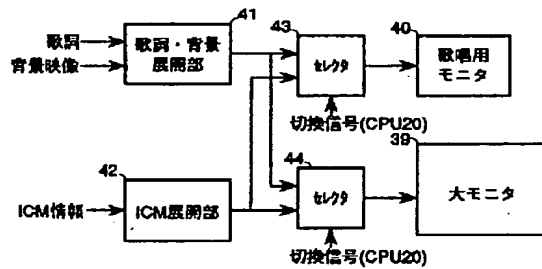 41
43
40
歌詞
背景映像
歌詞・背景
展開部
セレクタ
歌唱用
モニタ
切換信号(CPU20)
42
44
39
ICM情報
ICM展開部
セレクタ
大モニタ
切換信号(CPU20)